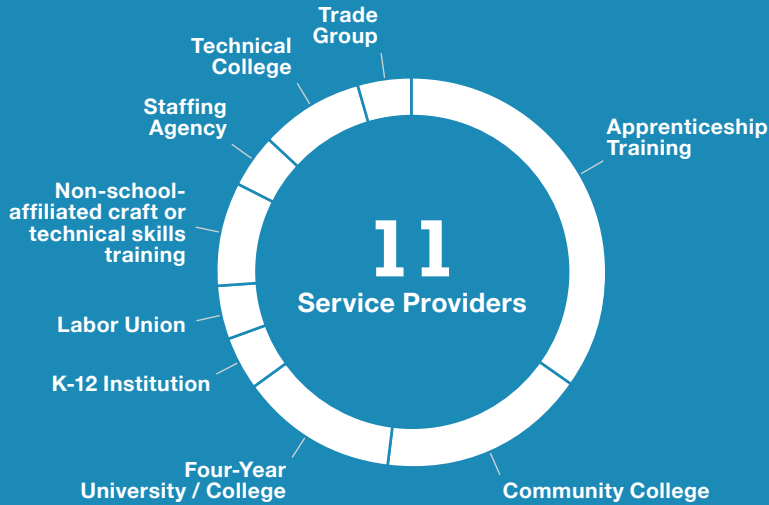 Trade
Group
Technical
College
Staffing
Agency
Apprenticeship
Training
Non-school-
affiliated craft or
technical skills
training
11
Service Providers
Labor Union
K-12 Institution
Four-Year
University / College
Community College